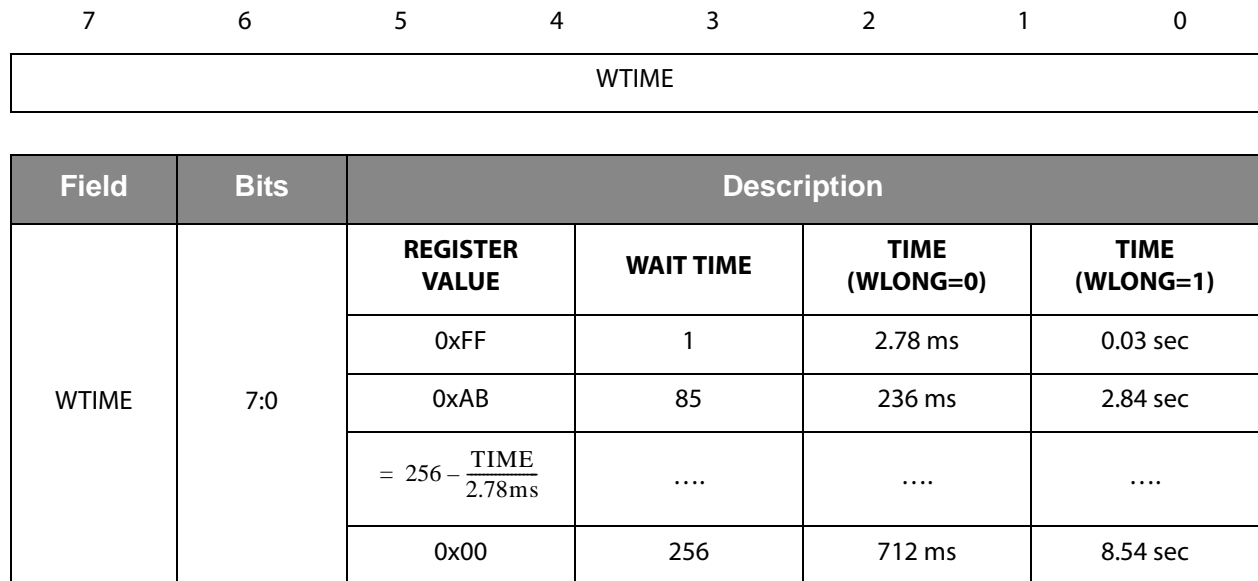 7 6 5 4 3 2 1 0
WTIME
Field Bits Description
REGISTER VALUE WAIT TIME TIME (WLONG=0) TIME (WLONG=1)
0xFF 1 2.78 ms 0.03 sec
WTIME 7:0 0xAB 85 236 ms 2.84 sec
= 256 – TIME / 2.78ms …. …. ….
0x00 256 712 ms 8.54 sec